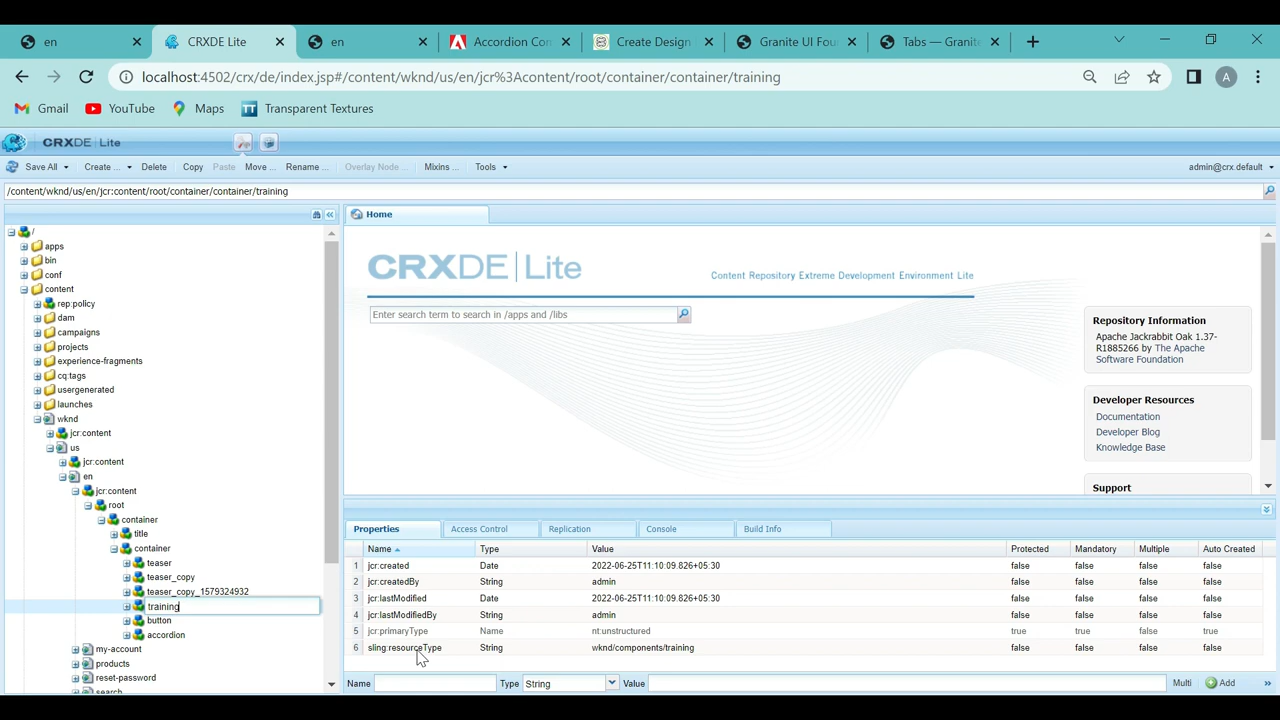 en
CRXDE Lite
en
Accordion Con
Create Design
Granite UI Fou
Tabs — Granite
localhost:4502/crx/de/index.jsp#/content/wknd/us/en/jcr%3Acontent/root/container/container/training
A
Gmail
YouTube
Maps
TT
Transparent Textures
CRXDE Lite
Save All
Create ...
Delete
Copy
Paste
Move ...
Rename ...
Overlay Node ...
Mixins ...
Tools
admin@crx.default
/content/wknd/us/en/jcr:content/root/container/container/training
/
apps
bin
conf
content
rep:policy
dam
campaigns
projects
experience-fragments
cq:tags
usergenerated
launches
wknd
jcr:content
us
jcr:content
en
jcr:content
root
container
title
container
teaser
teaser_copy
teaser_copy_1579324932
training
button
accordion
my-account
products
reset-password
search
Home
CRXDE Lite
Content Repository Extreme Development Environment Lite
Enter search term to search in /apps and /libs
Repository Information
Apache Jackrabbit Oak 1.37-
R1885266 by The Apache
Software Foundation
Developer Resources
Documentation
Developer Blog
Knowledge Base
Support
Properties
Access Control
Replication
Console
Build Info
Name Type Value Protected Mandatory Multiple Auto Created
1 jcr:created Date 2022-06-25T11:10:09.826+05:30 false false false false
2 jcr:createdBy String admin false false false false
3 jcr:lastModified Date 2022-06-25T11:10:09.826+05:30 false false false false
4 jcr:lastModifiedBy String admin false false false false
5 jcr:primaryType Name nt:unstructured true true false true
6 sling:resourceType String wknd/components/training false false false false
Name Type String Value Multi Add